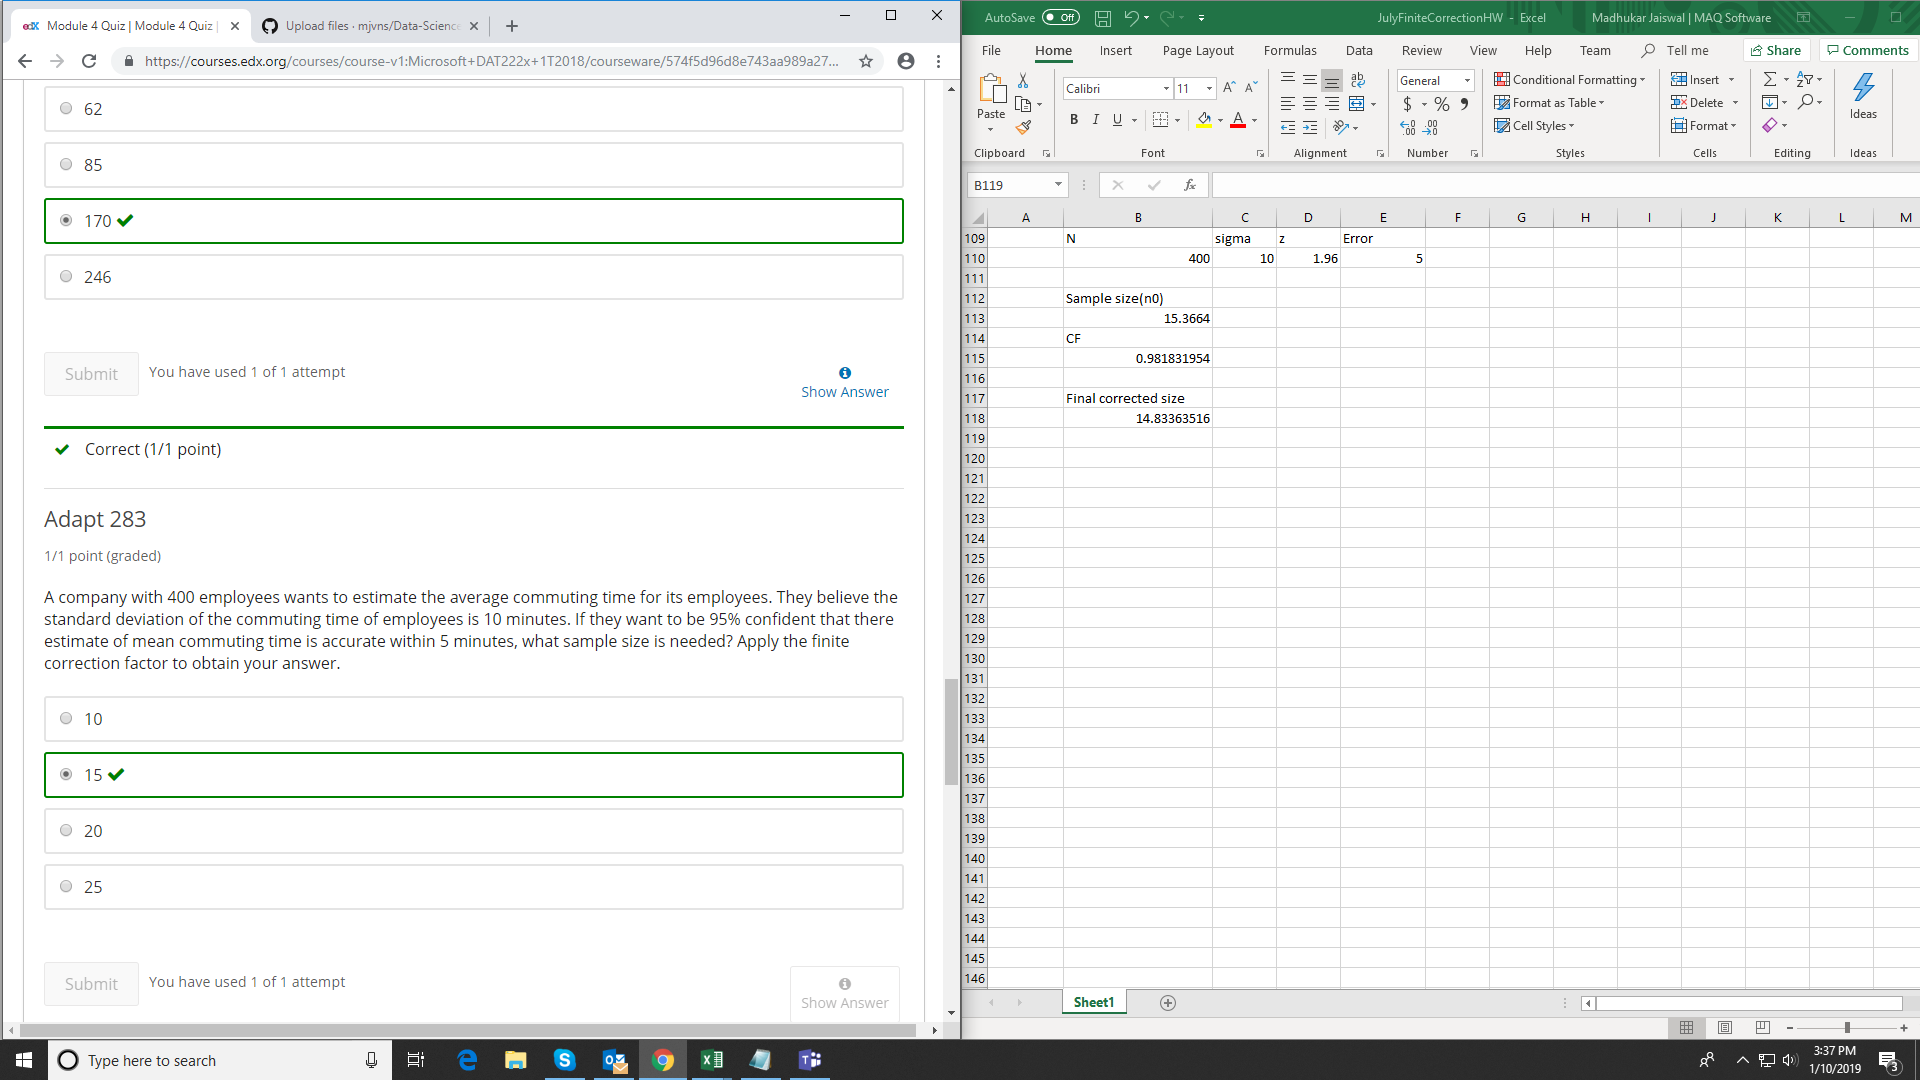 edX Module 4 Quiz | Module 4 Quiz |
Upload files · mjvns/Data-Science
https://courses.edx.org/courses/course-v1:Microsoft+DAT222x+1T2018/courseware/574f5d96d8e743aa989a27...
62
85
170
246
Submit
You have used 1 of 1 attempt
Show Answer
Correct (1/1 point)
Adapt 283
1/1 point (graded)
A company with 400 employees wants to estimate the average commuting time for its employees. They believe the
standard deviation of the commuting time of employees is 10 minutes. If they want to be 95% confident that there
estimate of mean commuting time is accurate within 5 minutes, what sample size is needed? Apply the finite
correction factor to obtain your answer.
10
15
20
25
Submit
You have used 1 of 1 attempt
Show Answer
AutoSave Off
JulyFiniteCorrectionHW - Excel
Madhukar Jaiswal | MAQ Software
File Home Insert Page Layout Formulas Data Review View Help Team Tell me Share Comments
Paste
Clipboard
Calibri 11
B I U A
Font
ab
Alignment
General
$ % ,
Number
Conditional Formatting
Format as Table
Cell Styles
Styles
Insert
Delete
Format
Cells
Editing
Ideas
Ideas
B119
fx
A B C D E F G H I J K L M
109 N sigma z Error
110 400 10 1.96 5
111
112 Sample size(n0)
113 15.3664
114 CF
115 0.981831954
116
117 Final corrected size
118 14.83363516
119
120
121
122
123
124
125
126
127
128
129
130
131
132
133
134
135
136
137
138
139
140
141
142
143
144
145
146
Sheet1
Type here to search
3:37 PM
1/10/2019
3